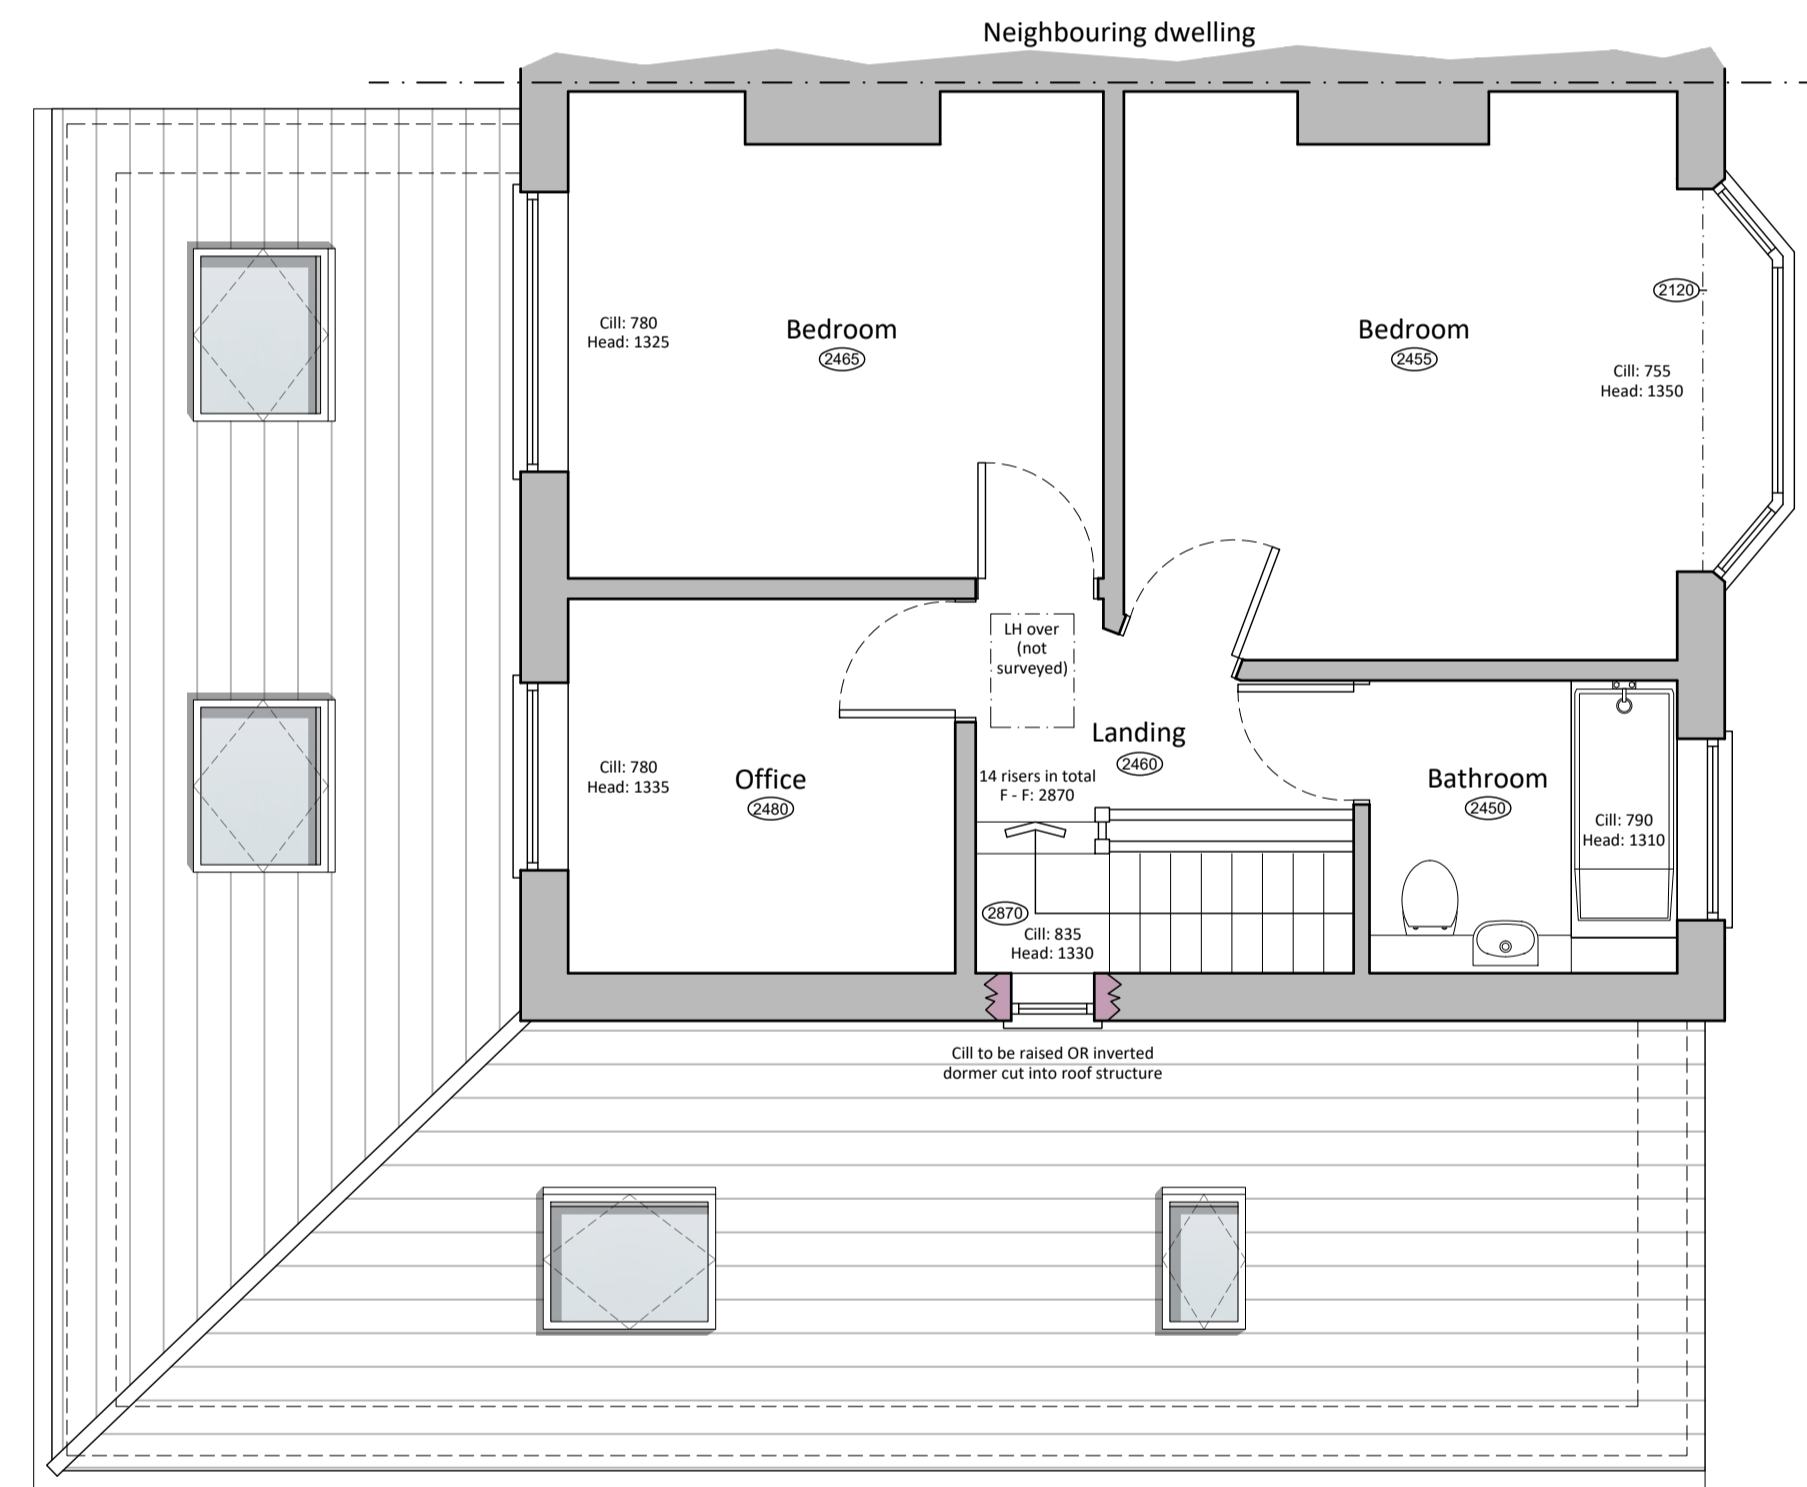 Neighbouring dwelling
2120
Cill: 780
Head: 1325
Bedroom
2465
Bedroom
2455
Cill: 755
Head: 1350
LH over
(not
surveyed)
Landing
2460
14 risers in total
F - F: 2870
Cill: 780
Head: 1335
Office
2480
Bathroom
2450
Cill: 790
Head: 1310
2870
Cill: 835
Head: 1330
Cill to be raised OR inverted
dormer cut into roof structure